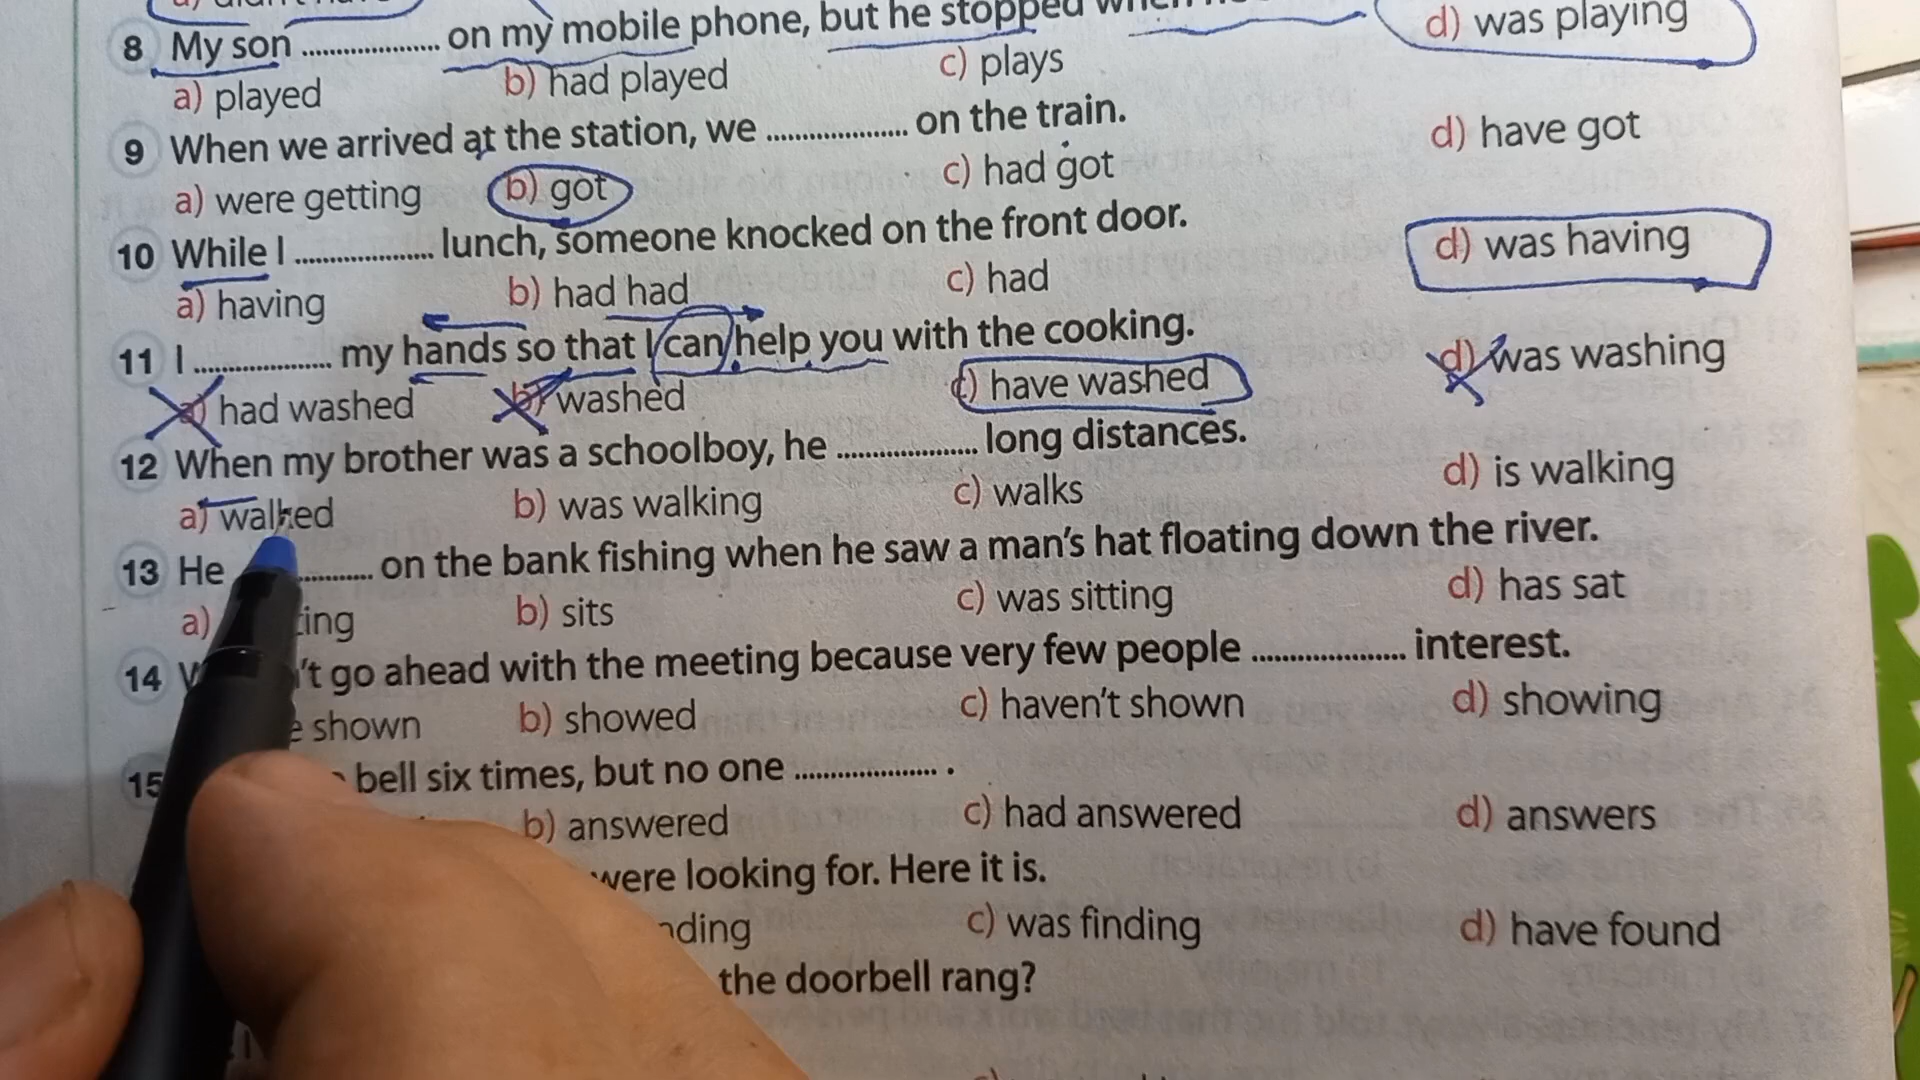 8 My son .................... on my mobile phone, but he stopped when
a) played b) had played c) plays d) was playing
9 When we arrived at the station, we .................... on the train.
a) were getting b) got c) had got d) have got
10 While I .................... lunch, someone knocked on the front door.
a) having b) had had c) had d) was having
11 I .................... my hands so that I can help you with the cooking.
a) had washed b) washed c) have washed d) was washing
12 When my brother was a schoolboy, he .................... long distances.
a) walked b) was walking c) walks d) is walking
13 He ............ on the bank fishing when he saw a man's hat floating down the river.
a) b) sits c) was sitting d) has sat
14 't go ahead with the meeting because very few people .................... interest.
shown b) showed c) haven't shown d) showing
15 bell six times, but no one .................... .
b) answered c) had answered d) answers
were looking for. Here it is.
c) was finding d) have found
the doorbell rang?